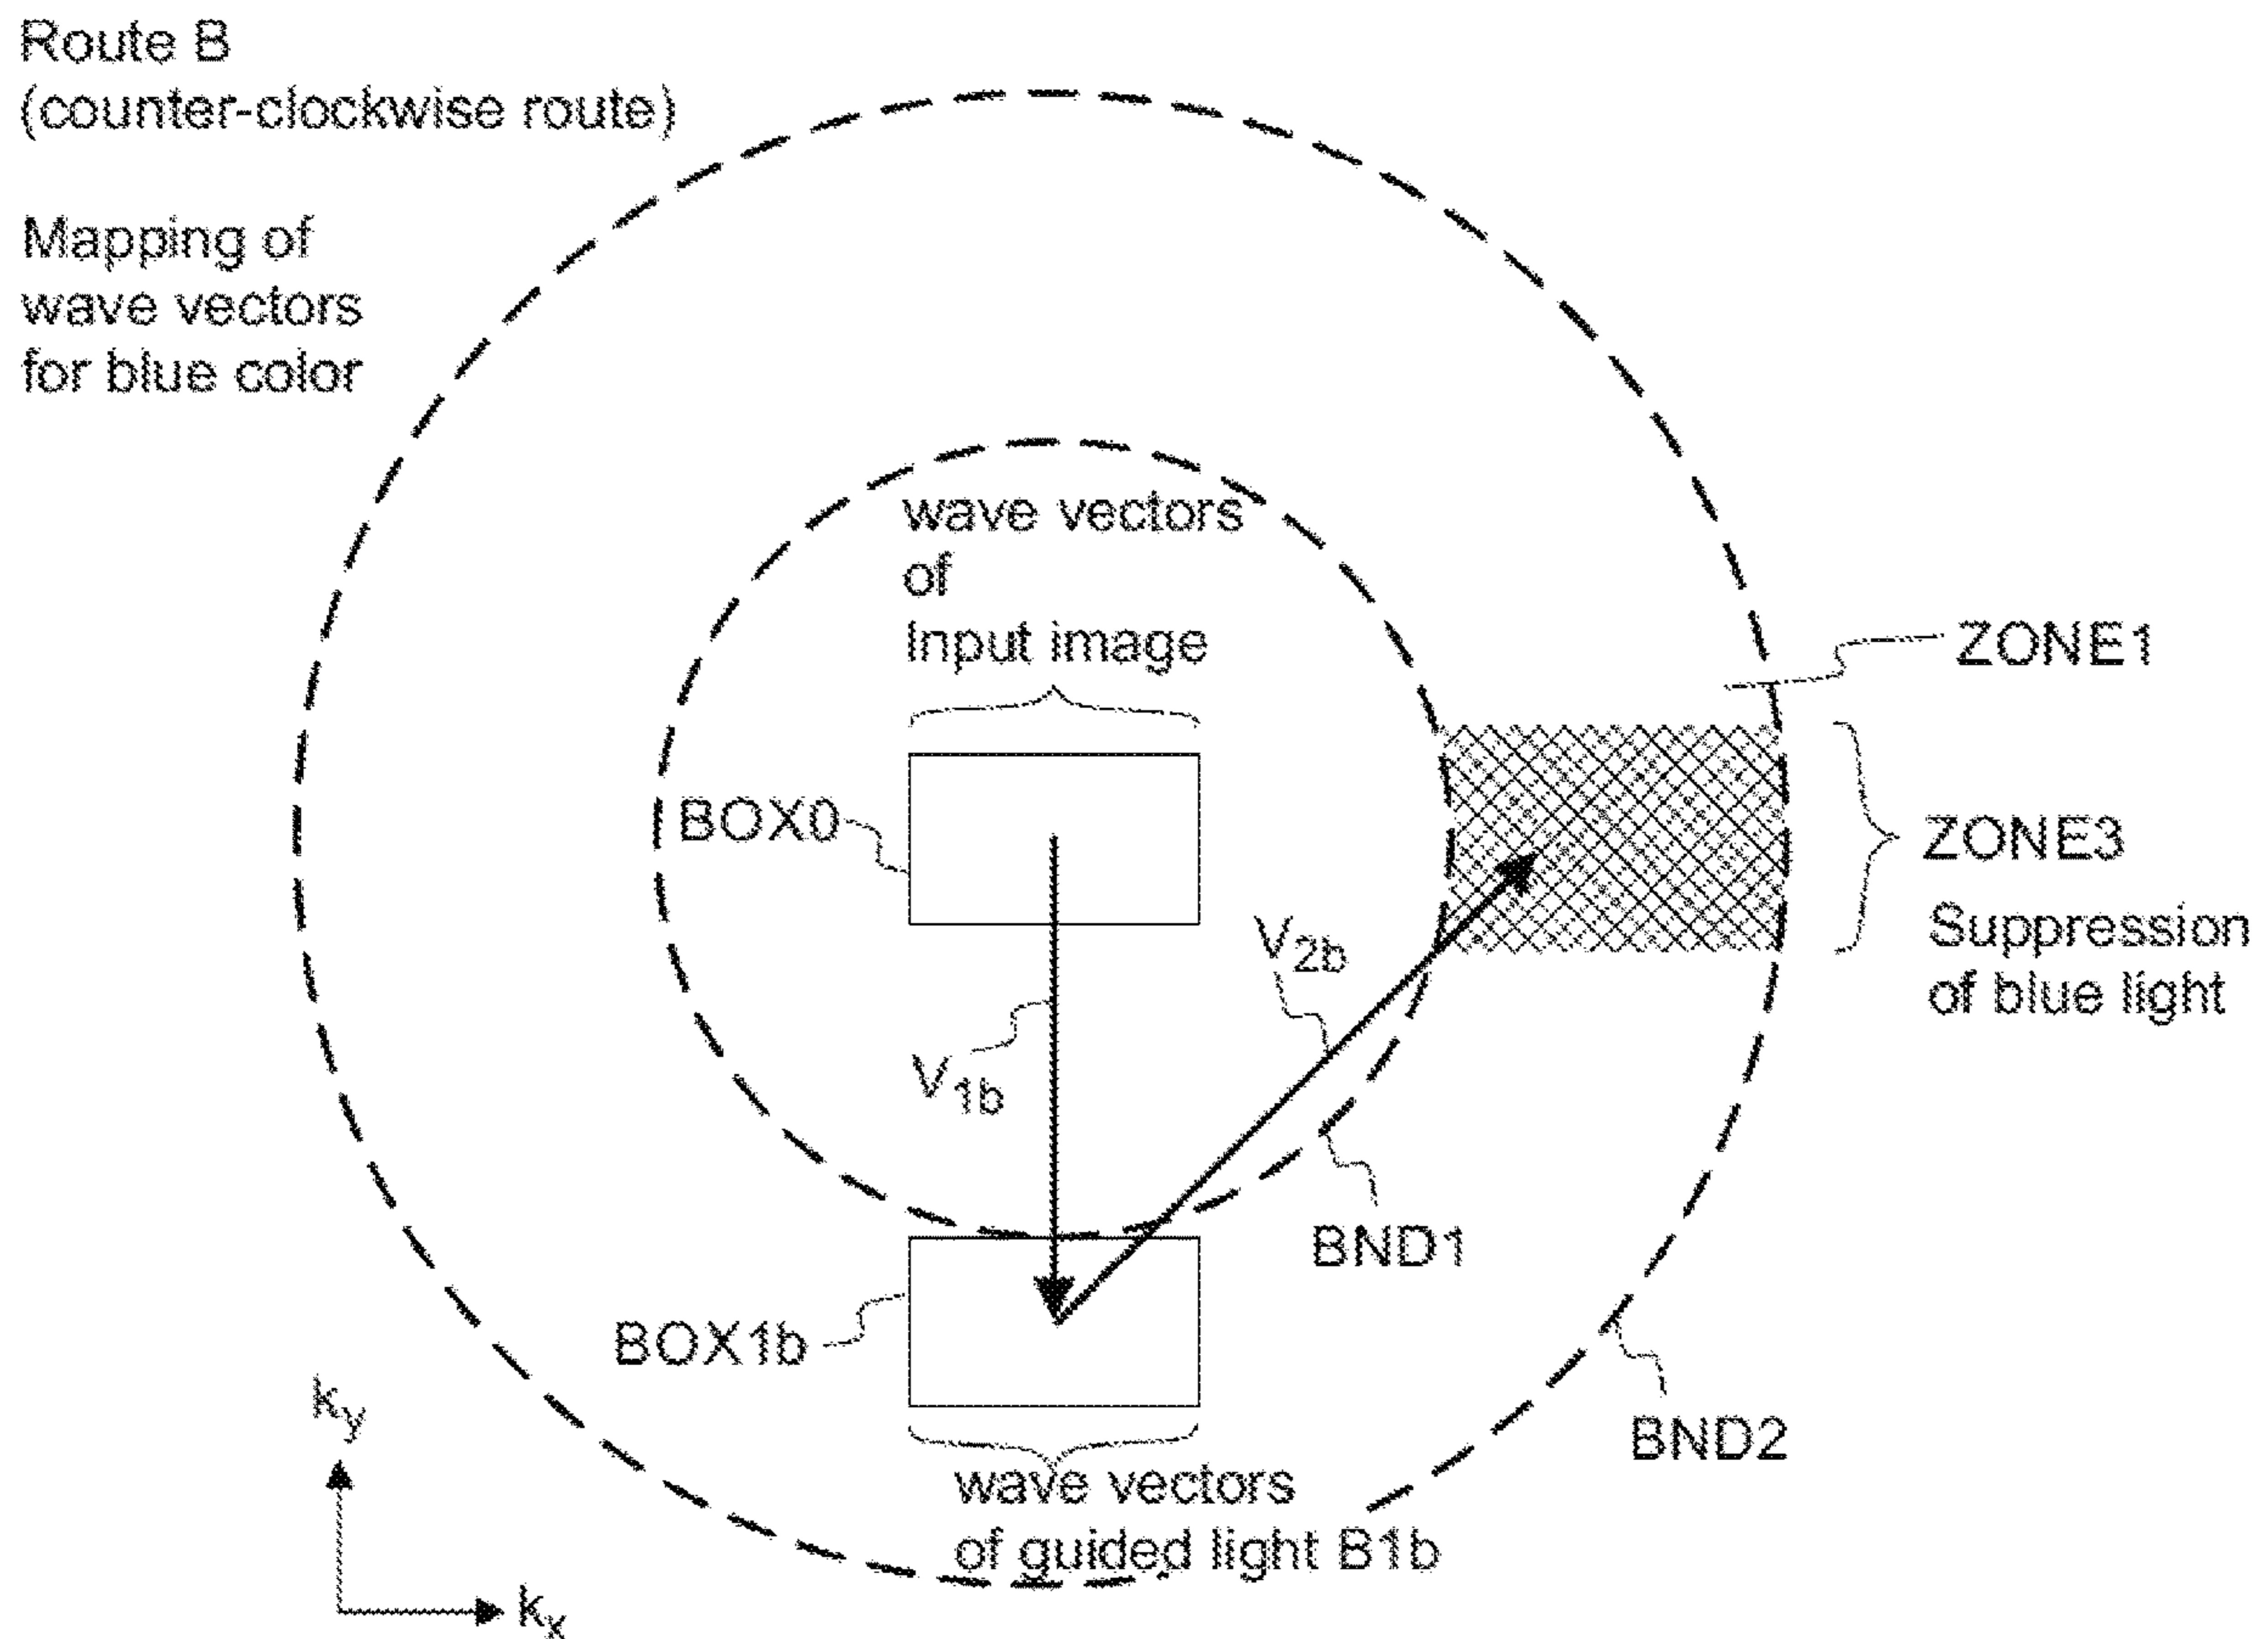 Route B
(counter-clockwise route)
Mapping of
wave vectors
for blue color
wave vectors
of
Input image
ZONE1
BOX0
ZONE3
Suppression
of blue light
V2b
V1b
BND1
BOX1b
BND2
ky
wave vectors
of guided light B1b
kx